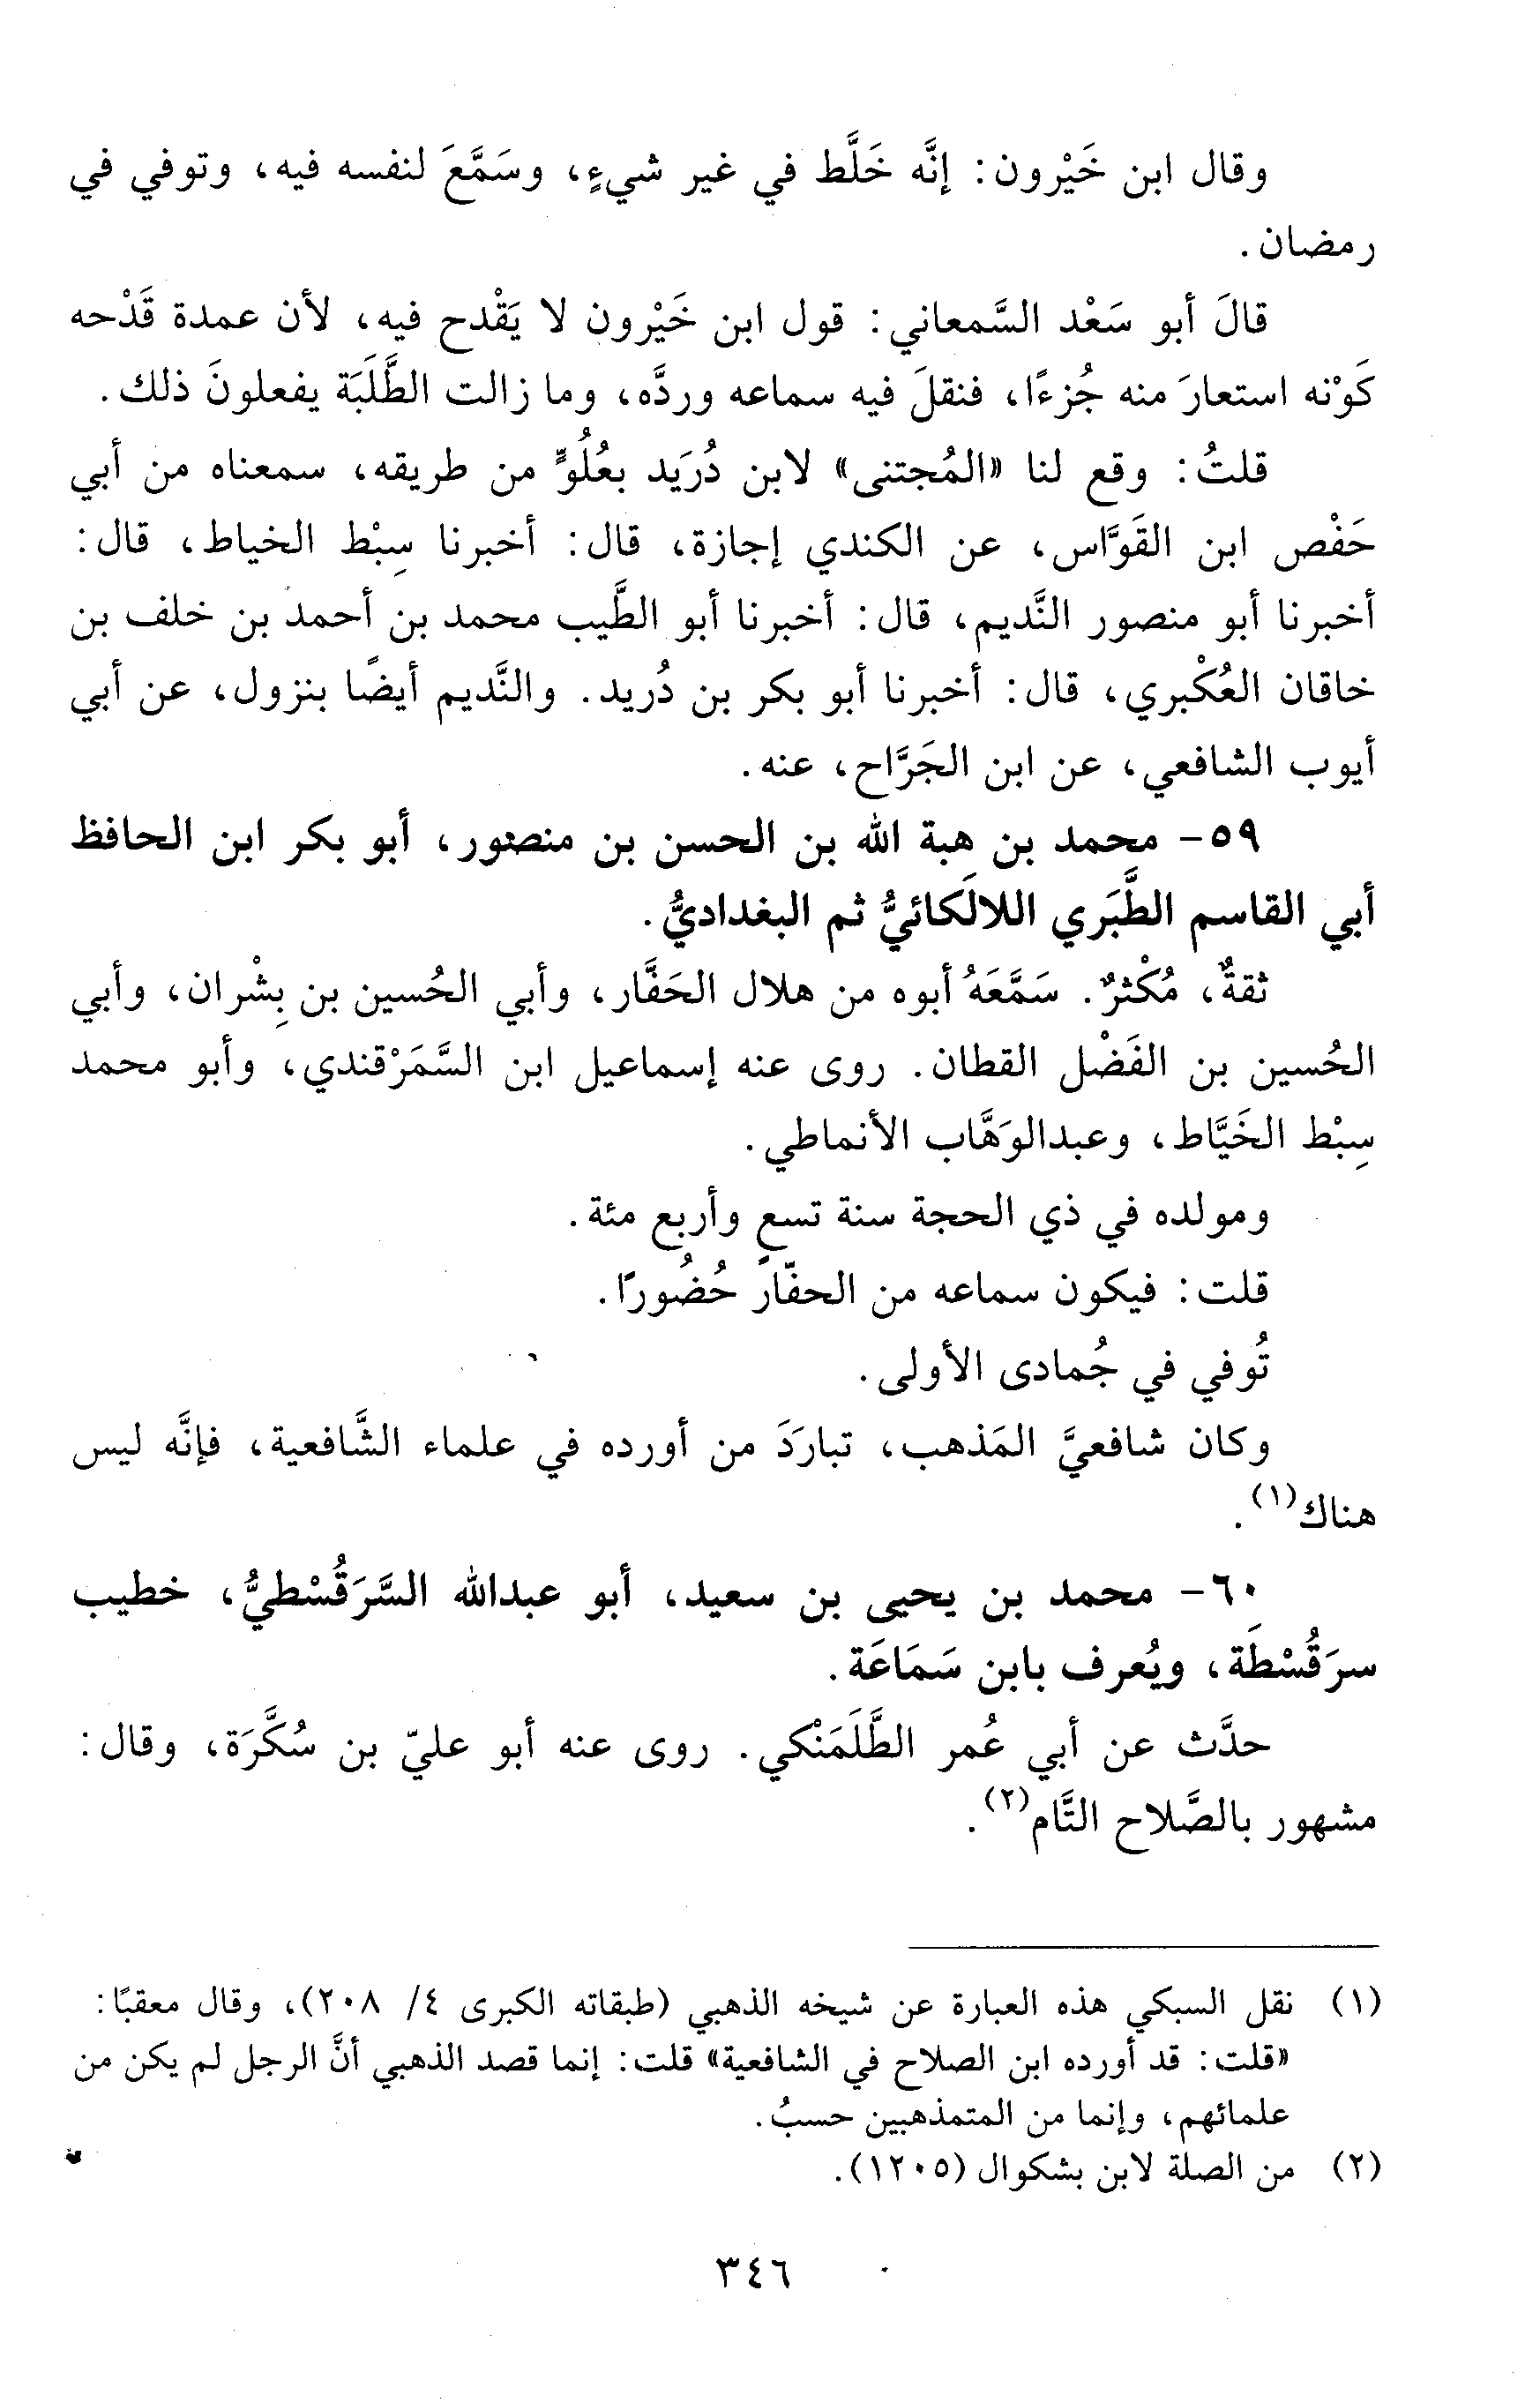 وقال ابن خَيْرون: إنَّه خَلَّط في غير شيءٍ، وسَمَّعَ لنفسه فيه، وتوفي في
رمضان.
قالَ أبو سَعْد السَّمعاني: قول ابن خَيْرون لا يَقْدح فيه، لأن عمدة قَدْحه
كَوْنه استعارَ منه جُزءًا، فنقلَ فيه سماعه وردَّه، وما زالت الطَّلَبَة يفعلونَ ذلك.
قلتُ: وقع لنا «المُجتنى» لابن دُرَيد بعُلُوٍّ من طريقه، سمعناه من أبي
حَفْص ابن القَوَّاس، عن الكندي إجازة، قال: أخبرنا سِبْط الخياط، قال:
أخبرنا أبو منصور النَّديم، قال: أخبرنا أبو الطَّيب محمد بن أحمد بن خلف بن
خاقان العُكْبري، قال: أخبرنا أبو بكر بن دُريد. والنَّديم أيضًا بنزول، عن أبي
أيوب الشافعي، عن ابن الجَرَّاح، عنه.
٥٩- محمد بن هبة الله بن الحسن بن منصور، أبو بكر ابن الحافظ
أبي القاسم الطَّبَري اللالَكائيُّ ثم البغداديُّ.
ثقةٌ، مُكْثرٌ. سَمَّعَهُ أبوه من هلال الحَفَّار، وأبي الحُسين بن بِشْران، وأبي
الحُسين بن الفَضْل القطان. روى عنه إسماعيل ابن السَّمَرْقندي، وأبو محمد
سِبْط الخَيَّاط، وعبدالوَهَّاب الأنماطي.
ومولده في ذي الحجة سنة تسعٍ وأربع مئة.
قلت: فيكون سماعه من الحفّار حُضُورًا.
تُوفي في جُمادى الأولى.
وكان شافعيَّ المَذهب، تبارَدَ من أورده في علماء الشَّافعية، فإنَّه ليس
هناك(١).
٦٠- محمد بن يحيى بن سعيد، أبو عبدالله السَّرَقُسْطيُّ، خطيب
سرَقُسْطَة، ويُعرف بابن سَمَاعَة.
حدَّث عن أبي عُمر الطَّلَمَنْكي. روى عنه أبو عليّ بن سُكَّرَة، وقال:
مشهور بالصَّلاح التَّام(٢).
(١) نقل السبكي هذه العبارة عن شيخه الذهبي (طبقاته الكبرى ٤/ ٢٠٨)، وقال معقبًا:
«قلت: قد أورده ابن الصلاح في الشافعية» قلت: إنما قصد الذهبي أنَّ الرجل لم يكن من
علمائهم، وإنما من المتمذهبين حسبُ.
(٢) من الصلة لابن بشكوال (١٢٠٥).
٣٤٦